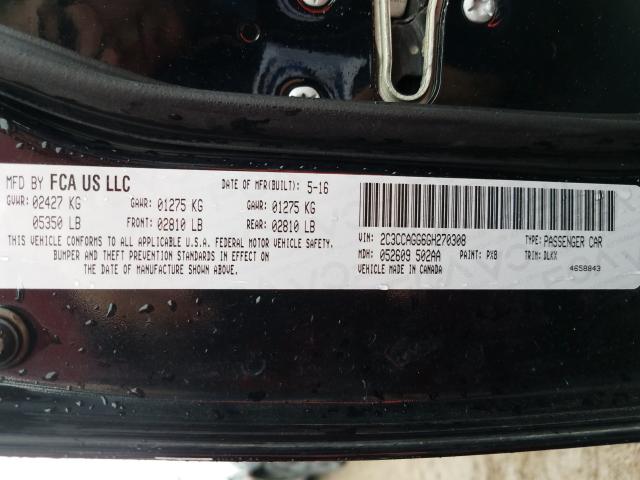 MFD BY FCA US LLC DATE OF MFR(BUILT): 5-16
GVWR: 02427 KG GAWR: 01275 KG GAWR: 01275 KG
05350 LB FRONT: 02810 LB REAR: 02810 LB
THIS VEHICLE CONFORMS TO ALL APPLICABLE U.S.A. FEDERAL MOTOR VEHICLE SAFETY,
BUMPER AND THEFT PREVENTION STANDARDS IN EFFECT ON
THE DATE OF MANUFACTURE SHOWN ABOVE.
VIN: 2C3CCAGG6GH270308 TYPE: PASSENGER CAR
MDH: 052609 502AA PAINT: PX8 TRIM: DLKX
VEHICLE MADE IN CANADA 4658843